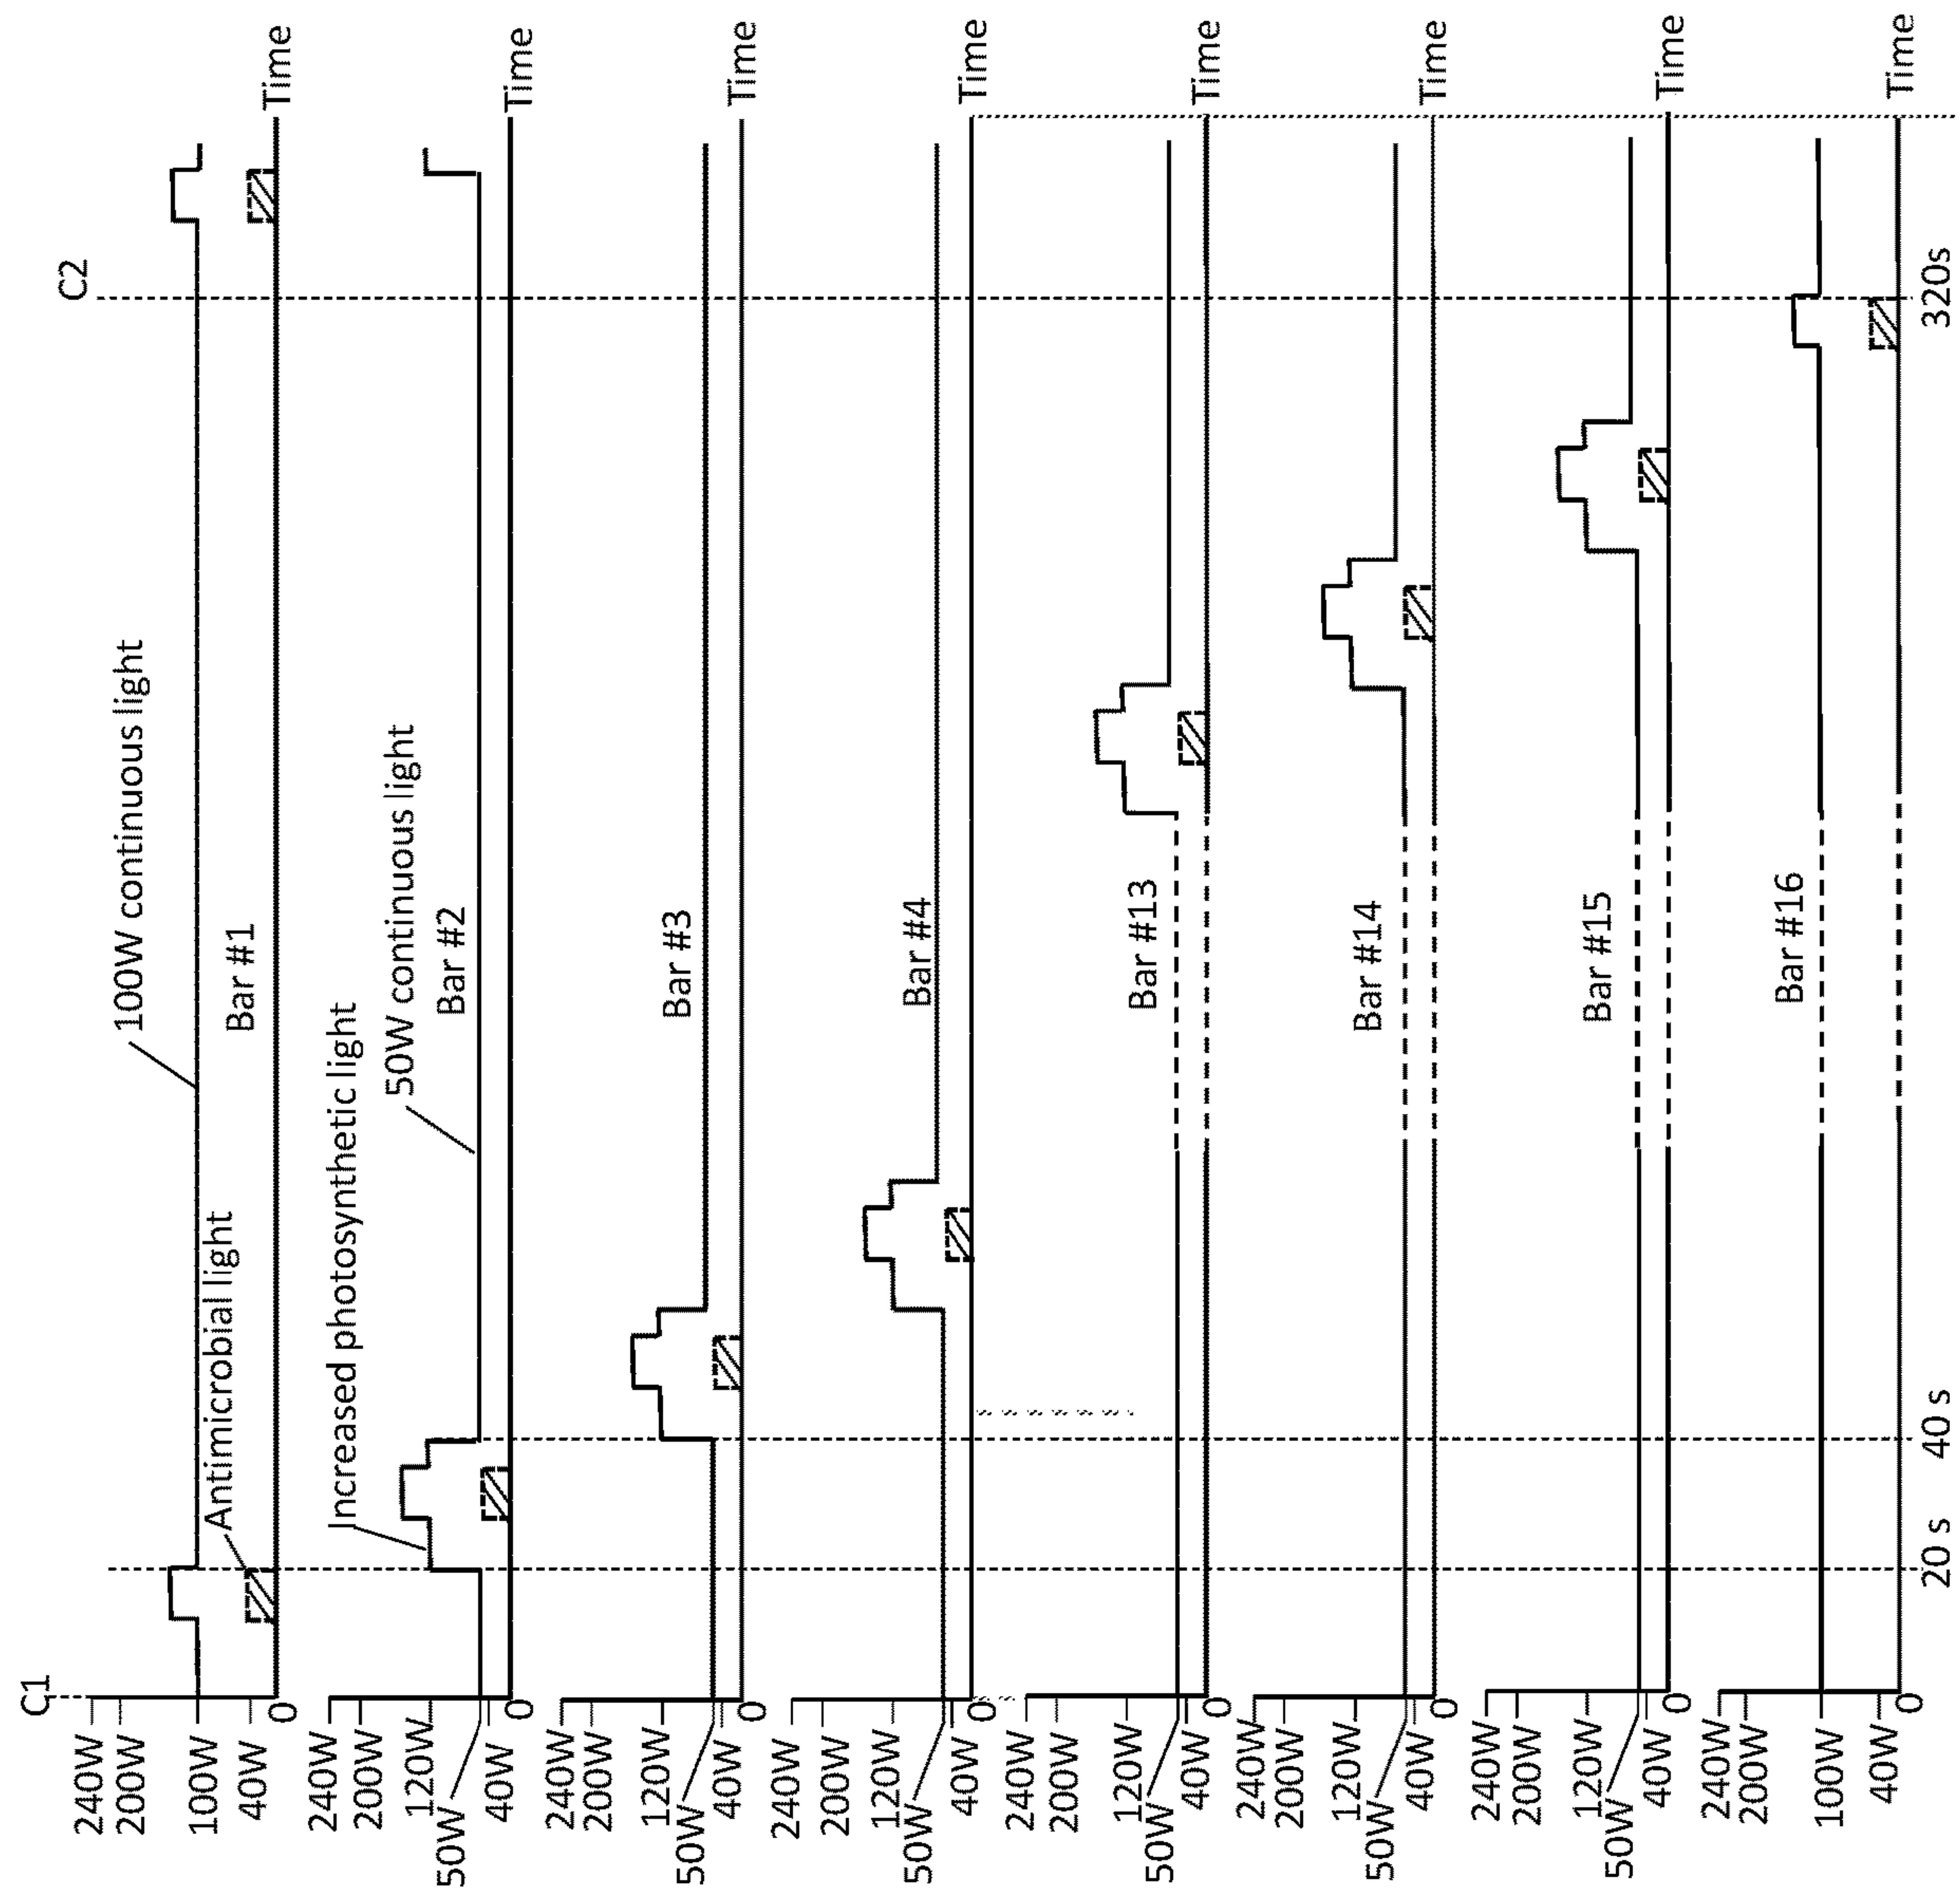 C1
C2
240W
200W
100W
40W
0
100W continuous light
Bar #1
Antimicrobial light
Time
240W
200W
120W
50W
40W
0
Increased photosynthetic light
50W continuous light
Bar #2
Time
240W
200W
120W
50W
40W
0
Bar #3
Time
240W
200W
120W
50W
40W
0
Bar #4
Time
240W
200W
120W
50W
40W
0
Bar #13
Time
240W
200W
120W
50W
40W
0
Bar #14
Time
240W
200W
120W
50W
40W
0
Bar #15
Time
240W
200W
100W
40W
0
Bar #16
Time
20 s
40 s
320s